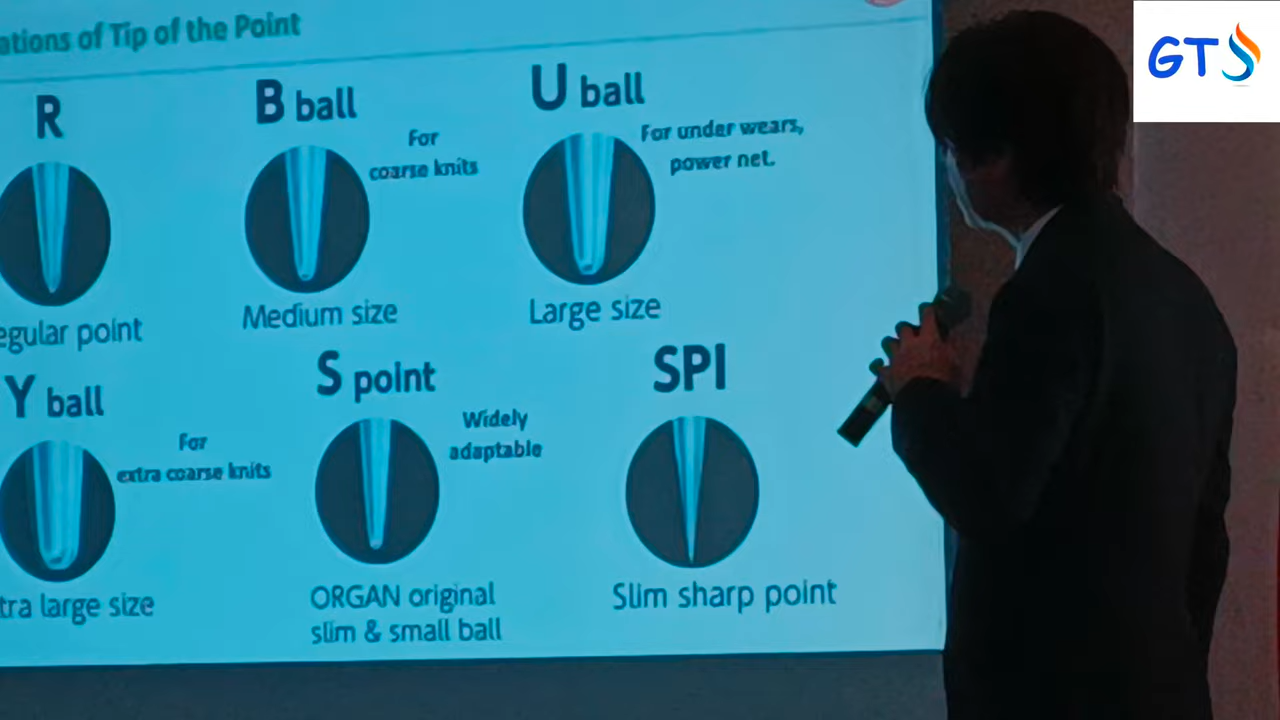 ations of Tip of the Point
R
B ball
U ball
For
coarse knits
For under wears,
power net.
egular point
Medium size
Large size
Y ball
S point
SPI
For
extra coarse knits
Widely
adaptable
tra large size
ORGAN original
slim & small ball
Slim sharp point
GTS